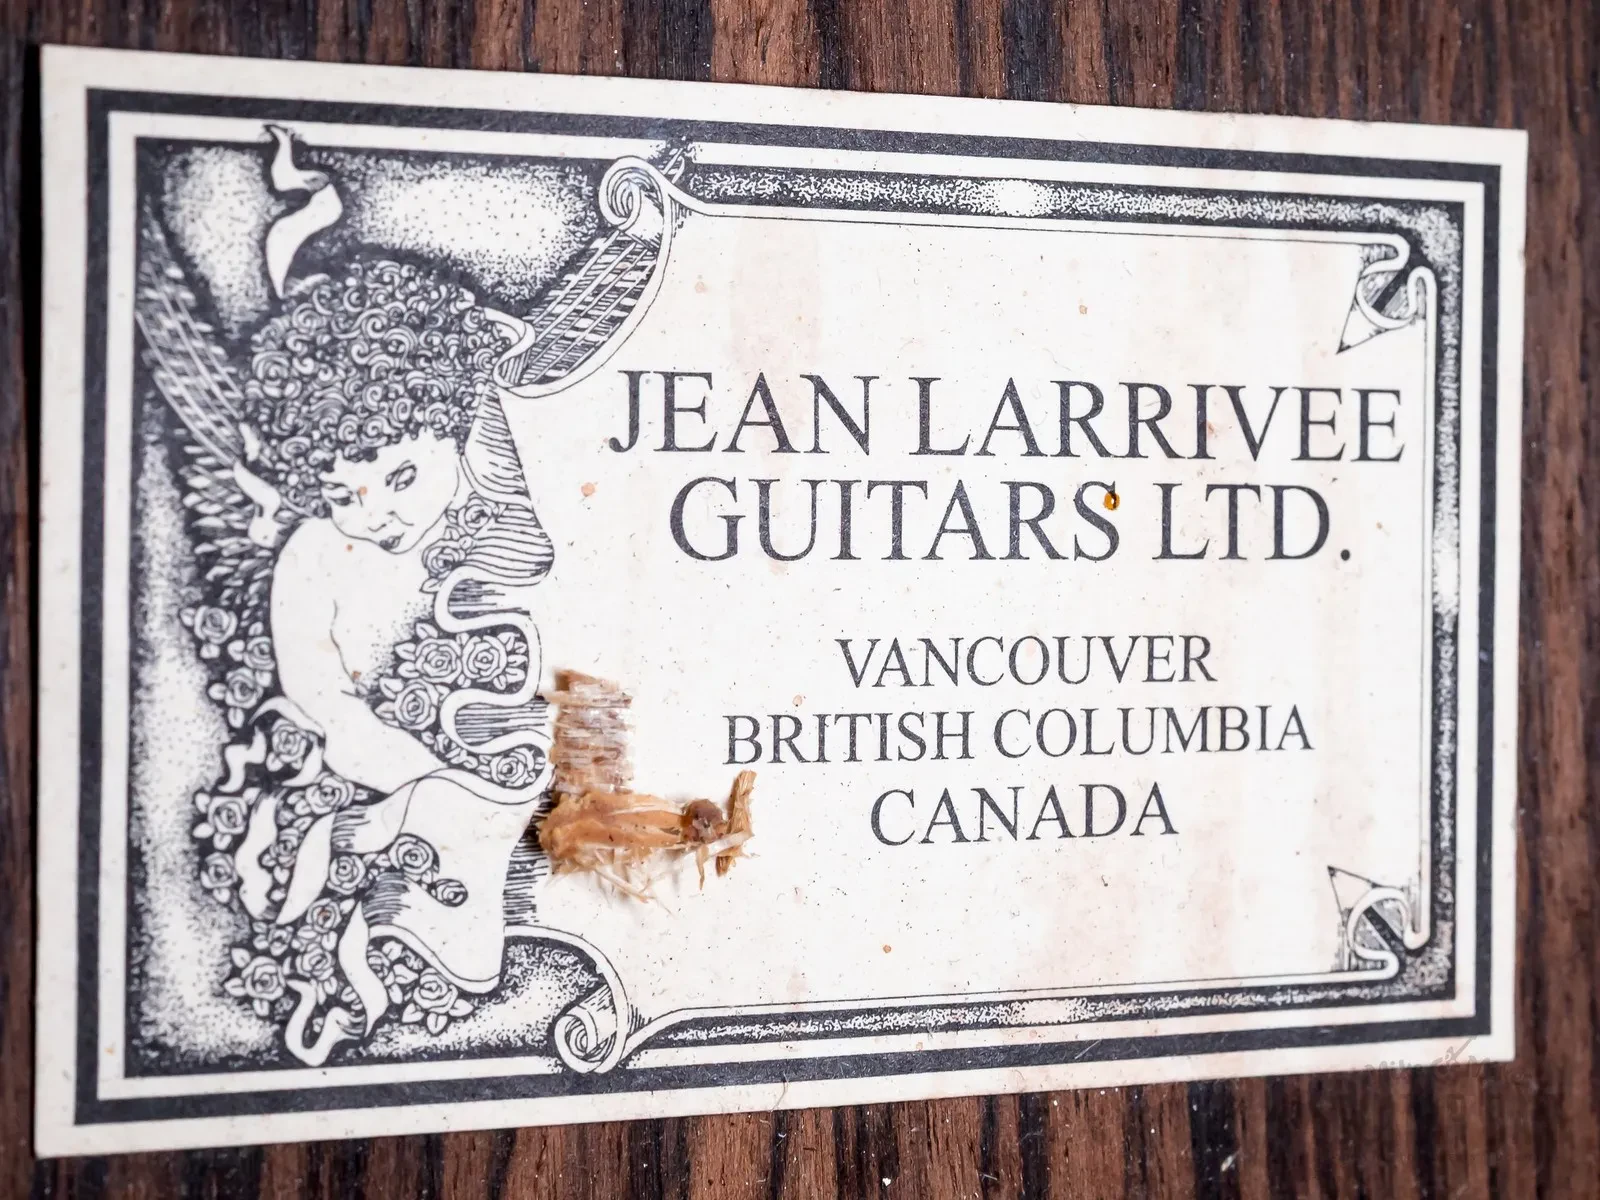 JEAN LARRIVEE
GUITARS LTD.
VANCOUVER
BRITISH COLUMBIA
CANADA